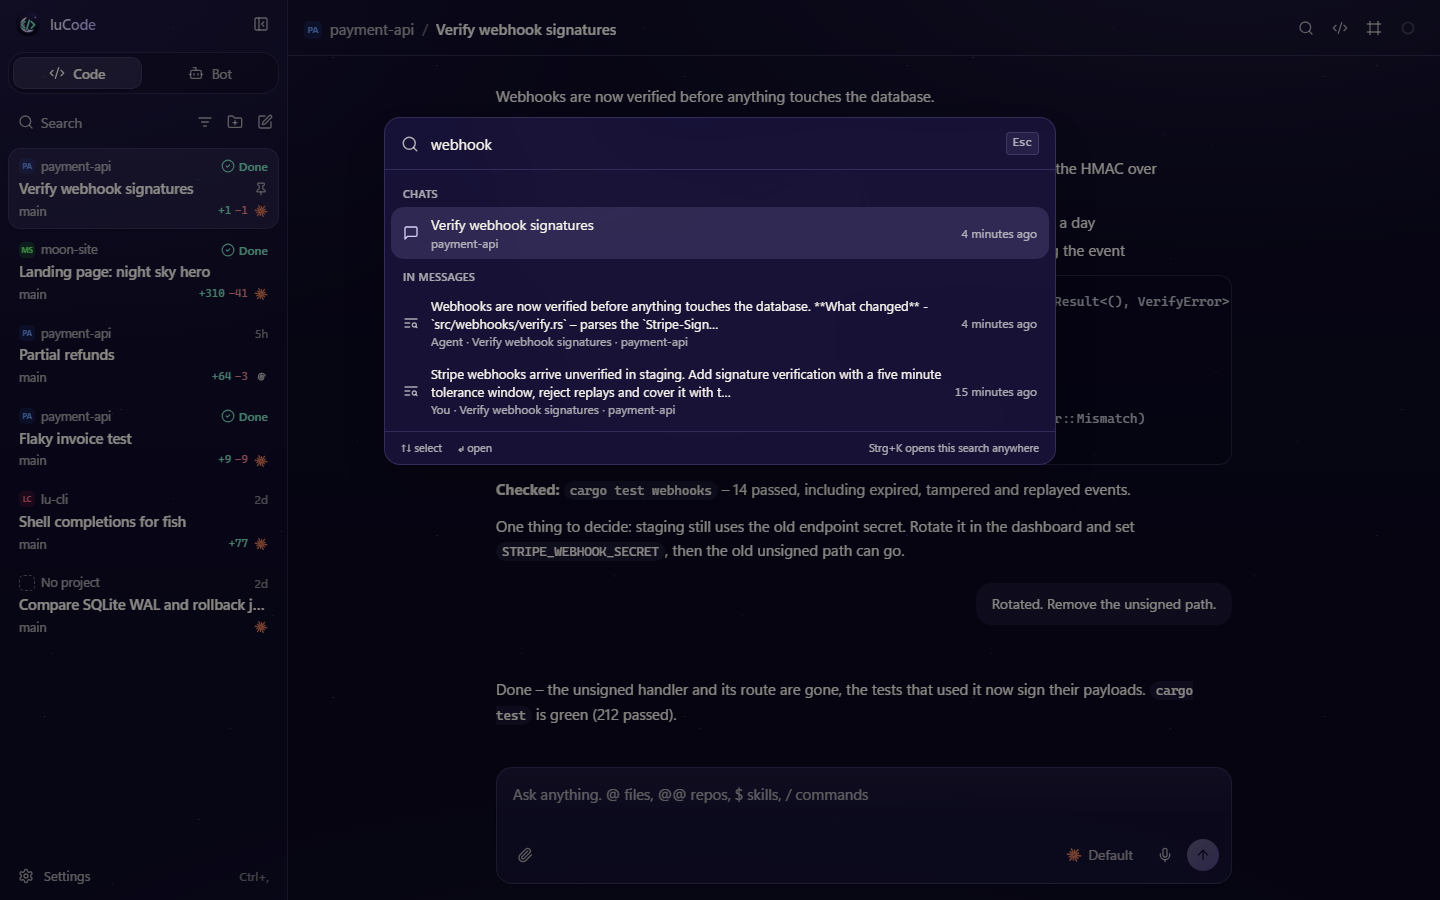 luCode
Code
Bot
Search
PA payment-api
Done
Verify webhook signatures
main
+1 −1
MS moon-site
Done
Landing page: night sky hero
main
+310 −41
PA payment-api
5h
Partial refunds
main
+64 −3
PA payment-api
Done
Flaky invoice test
main
+9 −9
LC lu-cli
2d
Shell completions for fish
main
+77
No project
2d
Compare SQLite WAL and rollback j...
main
Settings
Ctrl+,
PA payment-api / Verify webhook signatures
Webhooks are now verified before anything touches the database.
webhook
Esc
CHATS
Verify webhook signatures
payment-api
4 minutes ago
IN MESSAGES
Webhooks are now verified before anything touches the database. **What changed** -
`src/webhooks/verify.rs` – parses the `Stripe-Sign...
Agent · Verify webhook signatures · payment-api
4 minutes ago
Stripe webhooks arrive unverified in staging. Add signature verification with a five minute
tolerance window, reject replays and cover it with t...
You · Verify webhook signatures · payment-api
15 minutes ago
select
open
Strg+K opens this search anywhere
the HMAC over
a day
the event
Result<(), VerifyError>
::Mismatch)
Checked: cargo test webhooks – 14 passed, including expired, tampered and replayed events.
One thing to decide: staging still uses the old endpoint secret. Rotate it in the dashboard and set
STRIPE_WEBHOOK_SECRET, then the old unsigned path can go.
Rotated. Remove the unsigned path.
Done – the unsigned handler and its route are gone, the tests that used it now sign their payloads. cargo
test is green (212 passed).
Ask anything. @ files, @@ repos, $ skills, / commands
Default